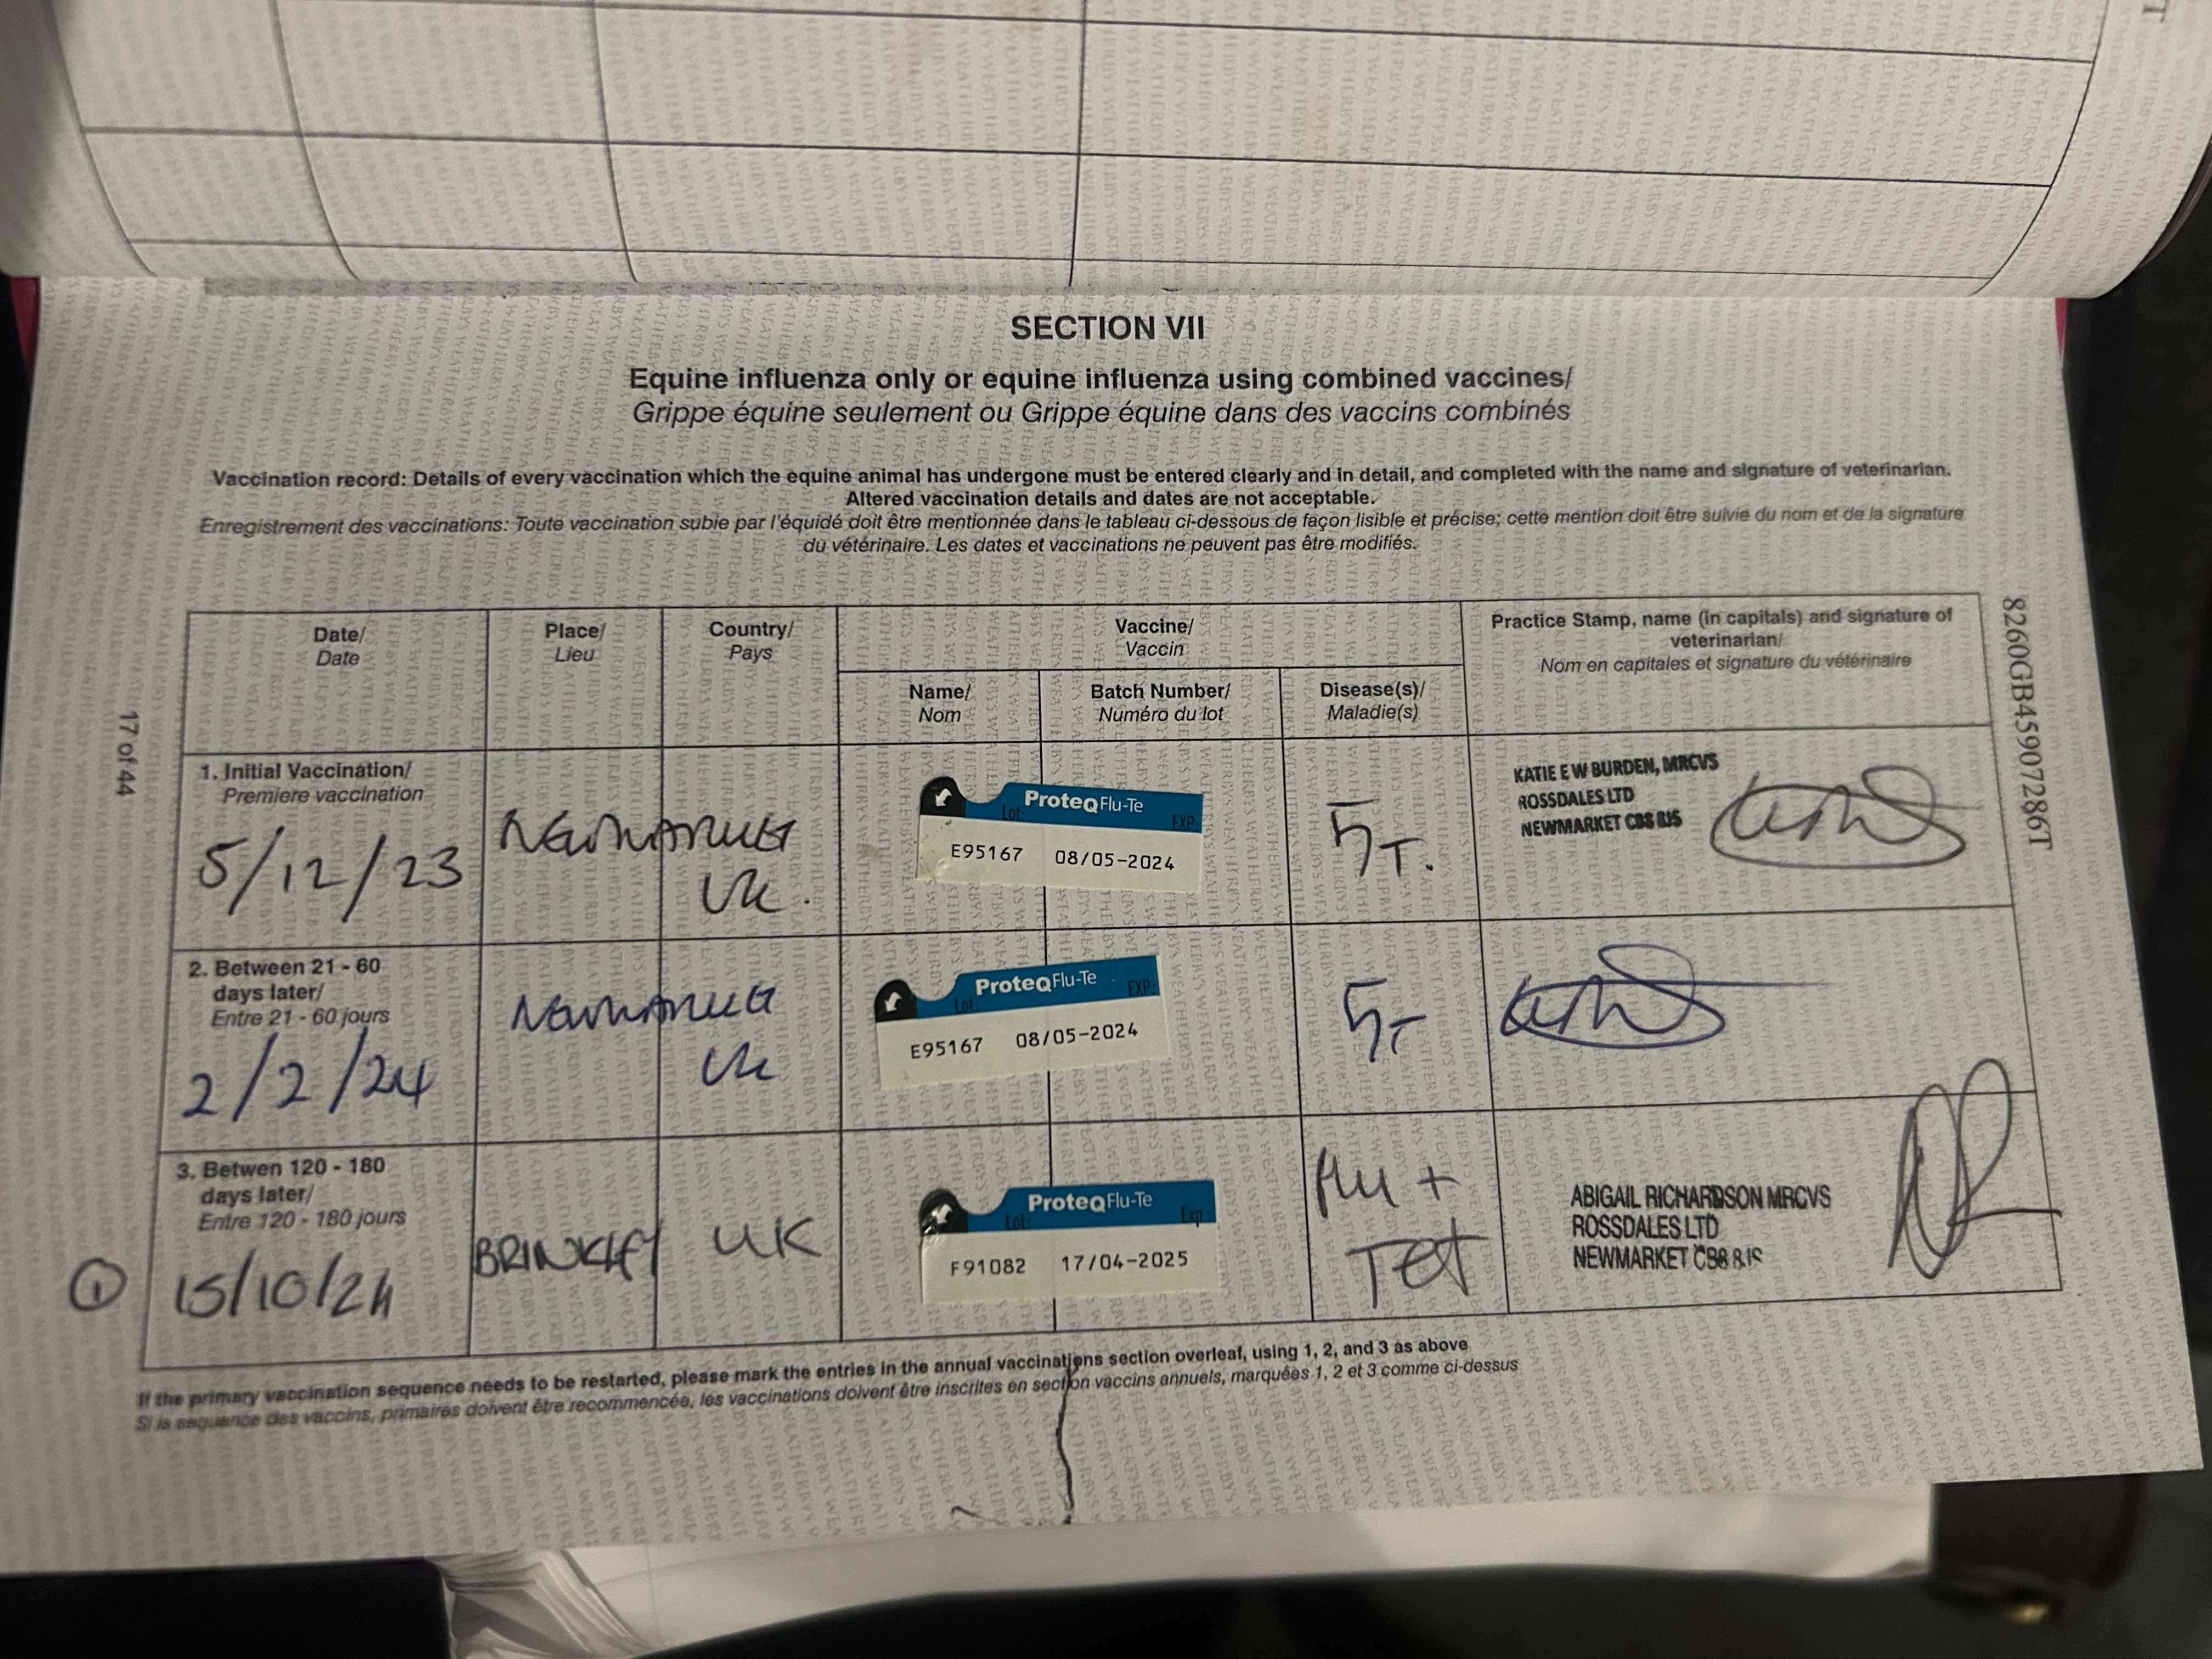 SECTION VII
Equine influenza only or equine influenza using combined vaccines/
Grippe équine seulement ou Grippe équine dans des vaccins combinés
Vaccination record: Details of every vaccination which the equine animal has undergone must be entered clearly and in detail, and completed with the name and signature of veterinarian.
Altered vaccination details and dates are not acceptable.
Enregistrement des vaccinations: Toute vaccination subie par l'équidé doit être mentionnée dans le tableau ci-dessous de façon lisible et précise; cette mention doit être suivie du nom et de la signature
du vétérinaire. Les dates et vaccinations ne peuvent pas être modifiés.
Date/
Date
Place/
Lieu
Country/
Pays
Vaccine/
Vaccin
Name/
Nom
Batch Number/
Numéro du lot
Disease(s)/
Maladie(s)
Practice Stamp, name (in capitals) and signature of
veterinarian/
Nom en capitales et signature du vétérinaire
1. Initial Vaccination/
Premiere vaccination
5/12/23
Newmarket
UK.
ProteqFlu-Te
Lot: EXP:
E95167 08/05-2024
T.
KATIE E W BURDEN, MRCVS
ROSSDALES LTD
NEWMARKET CB8 8JS
2. Between 21 - 60
days later/
Entre 21 - 60 jours
2/2/24
Newmarket
UK
ProteqFlu-Te
Lot: EXP:
E95167 08/05-2024
T
3. Betwen 120 - 180
days later/
Entre 120 - 180 jours
1
15/10/24
BRINKLEY
UK
ProteqFlu-Te
Lot: Exp:
F91082 17/04-2025
Flu +
Tet
ABIGAIL RICHARDSON MRCVS
ROSSDALES LTD
NEWMARKET CB8 8JS
If the primary vaccination sequence needs to be restarted, please mark the entries in the annual vaccinations section overleaf, using 1, 2, and 3 as above
Si la sequence des vaccins, primaires doivent être recommencée, les vaccinations doivent être inscrites en section vaccins annuels, marquées 1, 2 et 3 comme ci-dessus
17 of 44
8260GB45907286T
WEATHERBYS